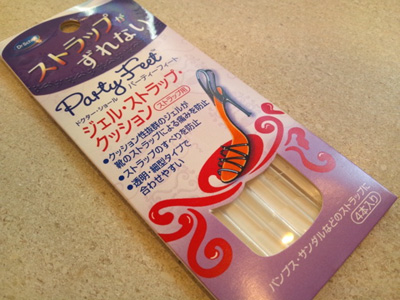 Dr.Scholl
ストラップが
ずれない
Party Feet
ドクター・ショール パーティーフィート
ジェル・ストラップ・
クッション ストラップ用
●クッション性抜群のジェルが
靴のストラップによる痛みを防止
●ストラップのすべりを防止
●透明・細型タイプで
合わせやすい
パンプス・サンダルなどのストラップに
4本入り